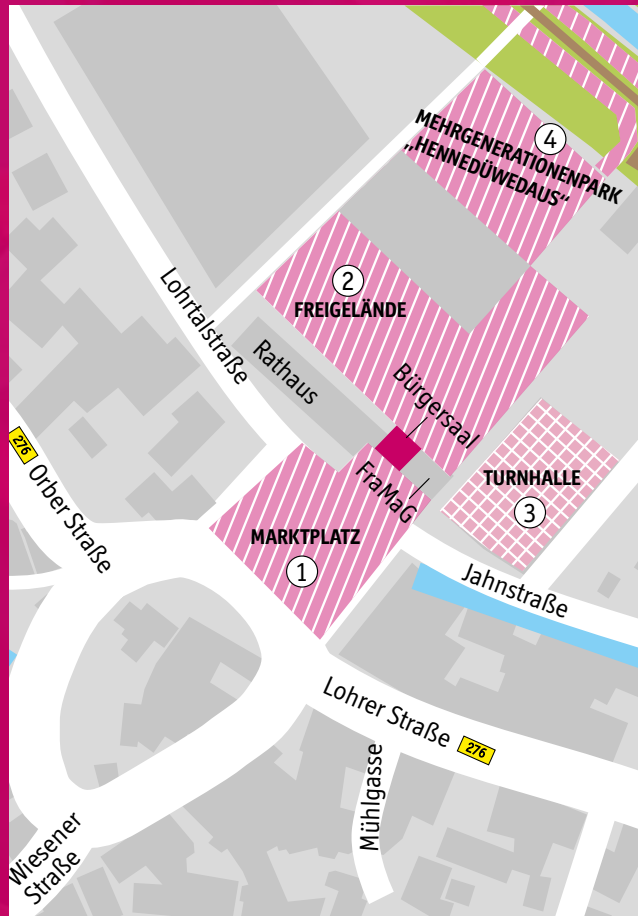 4
MEHRGENERATIONENPARK
„HENNEDÜWEDAUS“
2
FREIGELÄNDE
Lohrtalstraße
Rathaus
Bürgersaal
FraMaG
TURNHALLE
3
276
Orber Straße
MARKTPLATZ
1
Jahnstraße
Lohrer Straße
276
Mühlgasse
Wiesener
Straße